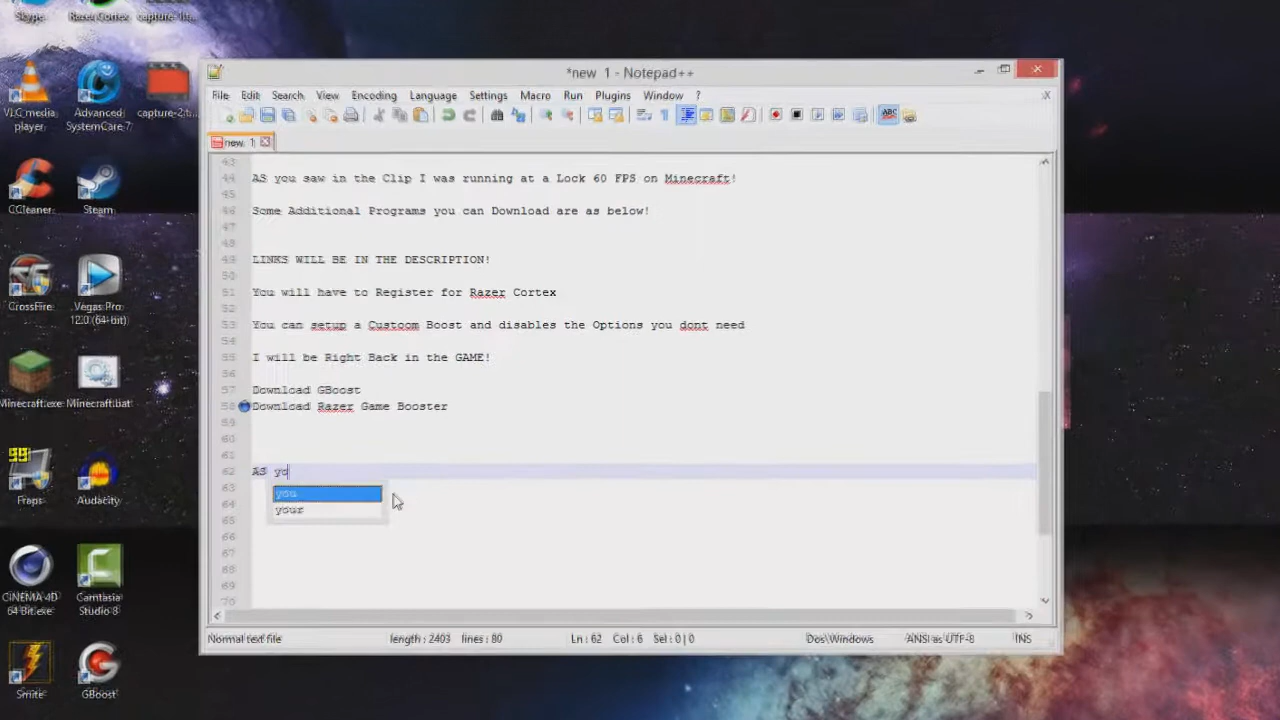 Skype
Razer Cortex
capture-1t...
VLC media player
Advanced SystemCare 7
capture-2.t...
CCleaner
Steam
CrossFire
Vegas Pro 12.0 (64-bit)
Minecraft.exe
Minecraft.bat
99
Fraps
Audacity
CINEMA 4D 64 Bit.exe
Camtasia Studio 8
Smite
GBoost
*new 1 - Notepad++
File Edit Search View Encoding Language Settings Macro Run Plugins Window ? X
new 1
43
44 AS you saw in the Clip I was running at a Lock 60 FPS on Minecraft!
45
46 Some Additional Programs you can Download are as below!
47
48
49 LINKS WILL BE IN THE DESCRIPTION!
50
51 You will have to Register for Razer Cortex
52
53 You can setup a Custoom Boost and disables the Options you dont need
54
55 I will be Right Back in the GAME!
56
57 Download GBoost
58 Download Razer Game Booster
59
60
61
62 AS yo
63 you
64 your
65
66
67
68
69
70
Normal text file length : 2403 lines : 80 Ln : 62 Col : 6 Sel : 0 | 0 Dos\Windows ANSI as UTF-8 INS